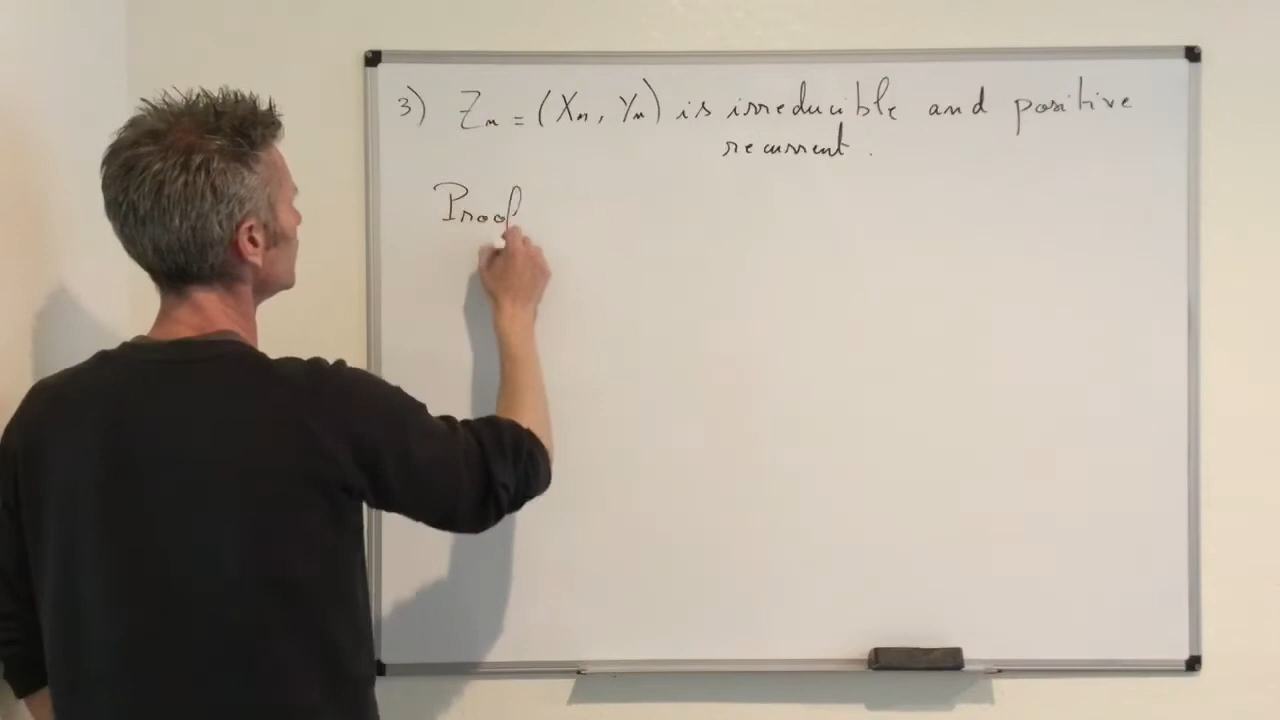 3) Zₙ = (Xₙ, Yₙ) is irreducible and positive
recurrent.
Proof